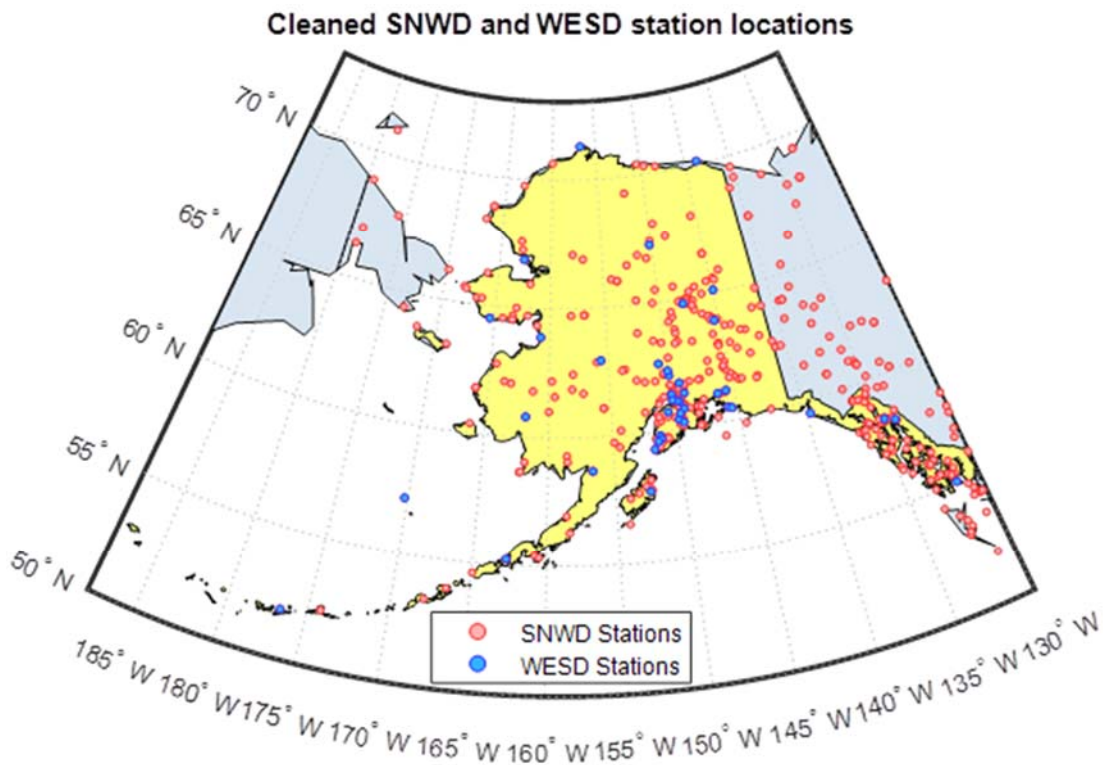 Cleaned SNWD and WESD station locations
70° N
65° N
60° N
55° N
50° N
SNWD Stations
WESD Stations
185° W 180° W 175° W 170° W 165° W 160° W 155° W 150° W 145° W 140° W 135° W 130° W